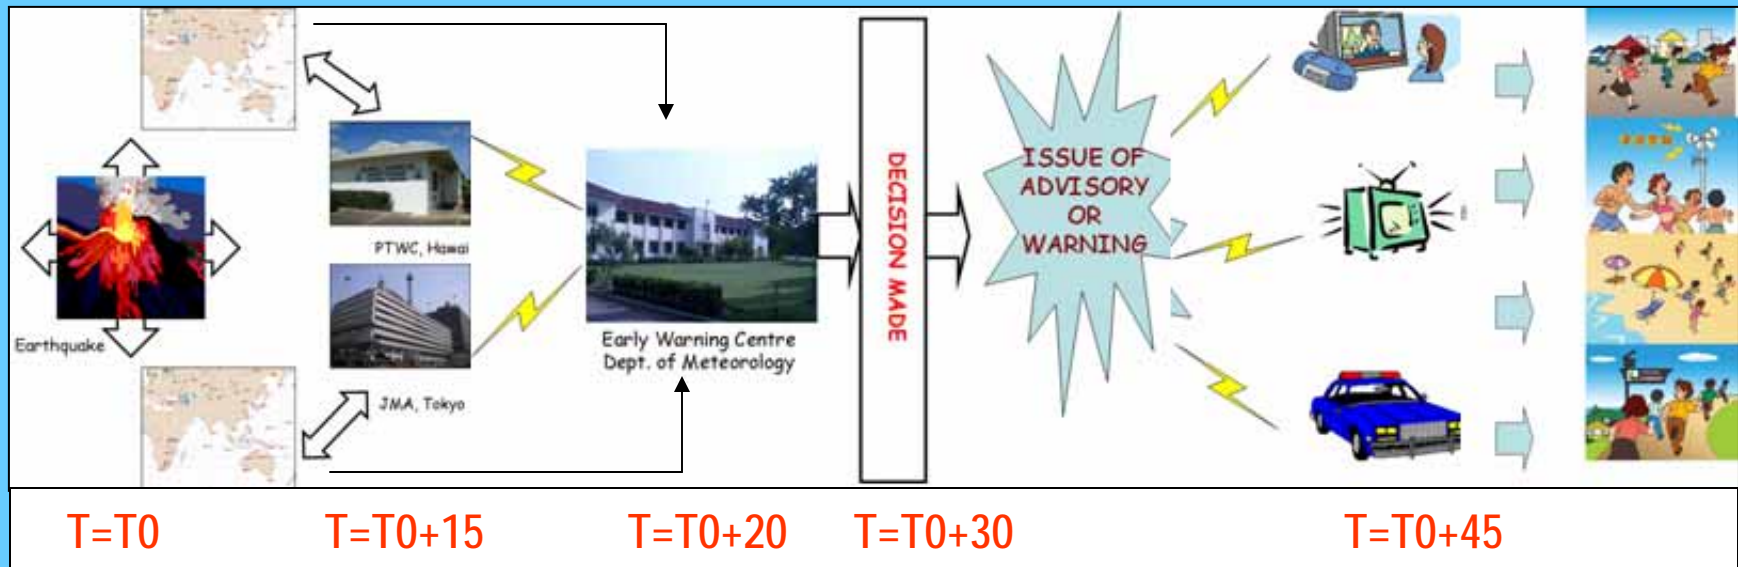 Earthquake
PTWC, Hawai
JMA, Tokyo
Early Warning Centre
Dept. of Meteorology
DECISION MADE
ISSUE OF
ADVISORY
OR
WARNING
T=T0
T=T0+15
T=T0+20
T=T0+30
T=T0+45